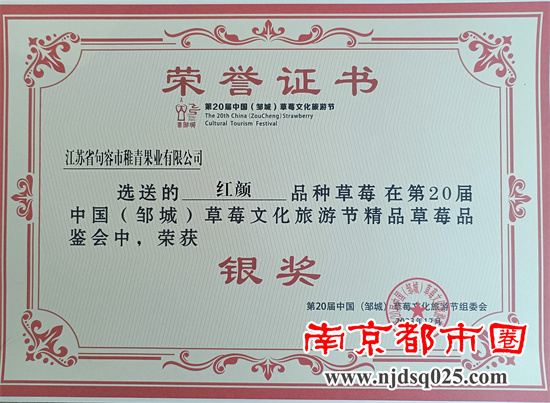 荣誉证书
第20届中国（邹城）草莓文化旅游节
The 20th China (ZouCheng) Strawberry
Cultural Tourism Festival
江苏省句容市稚青果业有限公司
选送的 红颜 品种草莓在第20届
中国（邹城）草莓文化旅游节精品草莓品
鉴会中，荣获
银奖
第20届中国（邹城）草莓文化旅游节组委会
南京都市圈
www.njdsq025.com